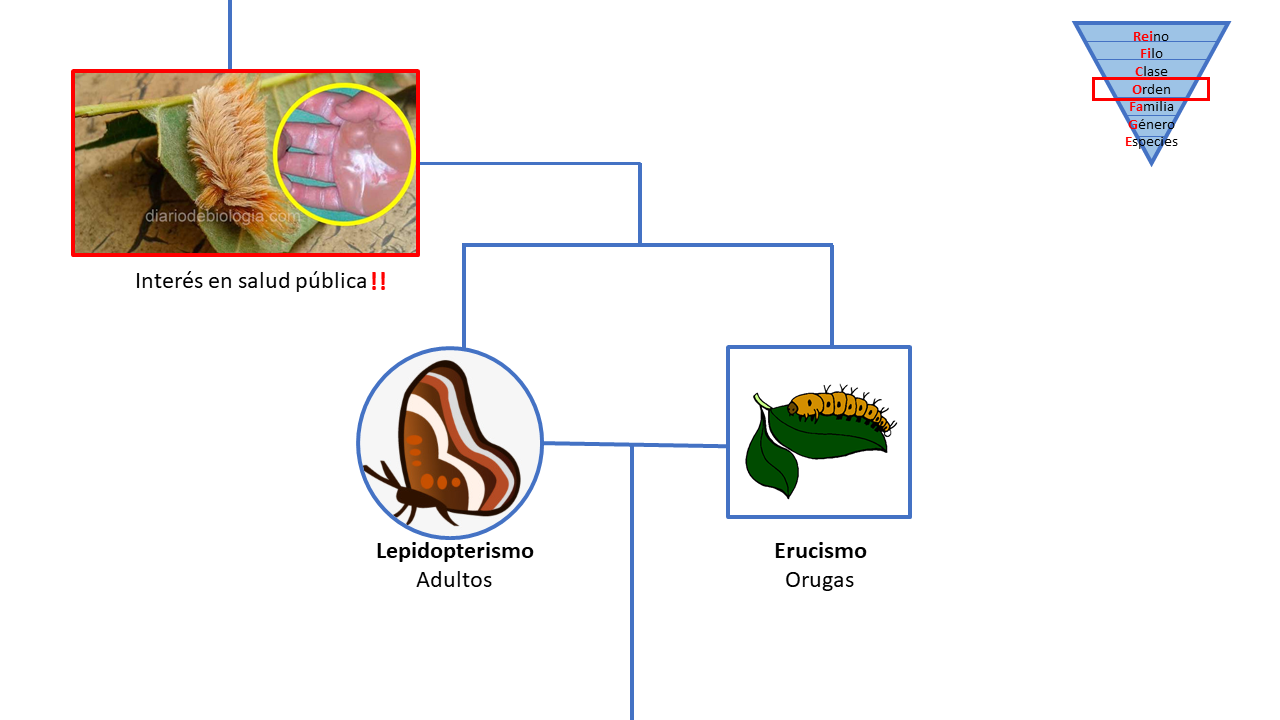 Reino
Filo
Clase
Orden
Familia
Género
Especies
diariodebiologia.com
Interés en salud pública!!
Lepidopterismo
Adultos
Erucismo
Orugas